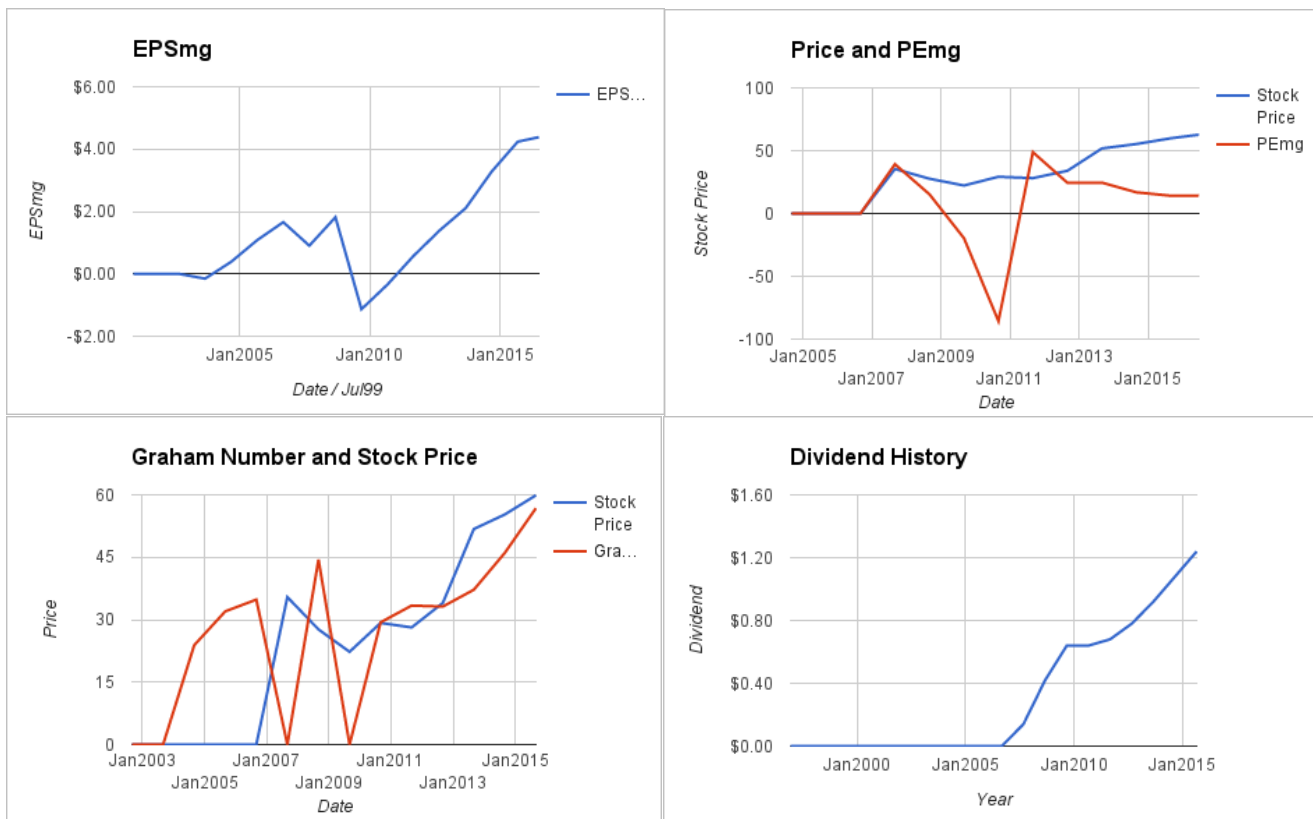 EPSmg
$6.00
$4.00
$2.00
$0.00
-$2.00
EPSmg
Jan2005
Jan2010
Jan2015
Date / Jul99
EPS...
Price and PEmg
100
50
0
-50
-100
Stock Price
Jan2005
Jan2009
Jan2013
Jan2007
Jan2011
Jan2015
Date
Stock
Price
PEmg
Graham Number and Stock Price
60
45
30
15
0
Price
Jan2003
Jan2007
Jan2011
Jan2015
Jan2005
Jan2009
Jan2013
Date
Stock
Price
Gra...
Dividend History
$1.60
$1.20
$0.80
$0.40
$0.00
Dividend
Jan2000
Jan2005
Jan2010
Jan2015
Year